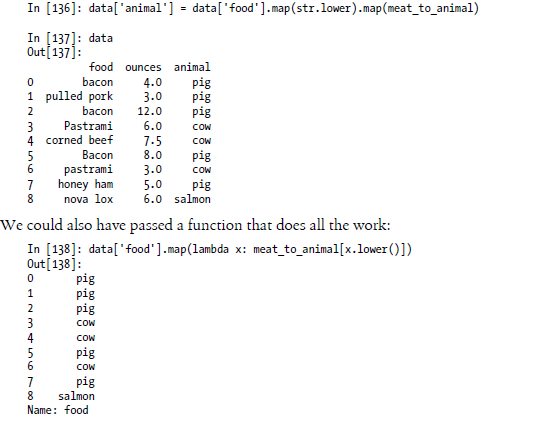 In [136]: data['animal'] = data['food'].map(str.lower).map(meat_to_animal)
In [137]: data
Out[137]:
food ounces animal
0 bacon 4.0 pig
1 pulled pork 3.0 pig
2 bacon 12.0 pig
3 Pastrami 6.0 cow
4 corned beef 7.5 cow
5 Bacon 8.0 pig
6 pastrami 3.0 cow
7 honey ham 5.0 pig
8 nova lox 6.0 salmon
We could also have passed a function that does all the work:
In [138]: data['food'].map(lambda x: meat_to_animal[x.lower()])
Out[138]:
0 pig
1 pig
2 pig
3 cow
4 cow
5 pig
6 cow
7 pig
8 salmon
Name: food